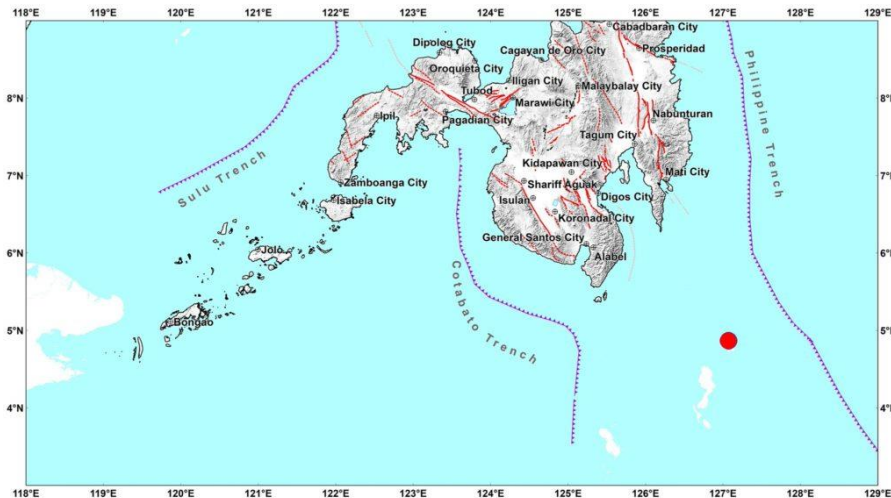 118°E 119°E 120°E 121°E 122°E 123°E 124°E 125°E 126°E 127°E 128°E 129°E
Cabadbaran City
Dipolog City
Cagayan de Oro City
Prosperidad
Oroquieta City
Iligan City
Tubod
Malaybalay City
8°N 8°N
Marawi City
Ipil
Pagadian City
Nabunturan
Tagum City
Kidapawan City
Mati City
7°N 7°N
Zamboanga City
Shariff Aguak
Sulu Trench
Isabela City
Isulan
Digos City
Koronadal City
General Santos City
6°N 6°N
Jolo
Alabel
Philippine Trench
Cotabato Trench
Bongao
5°N 5°N
4°N 4°N
118°E 119°E 120°E 121°E 122°E 123°E 124°E 125°E 126°E 127°E 128°E 129°E